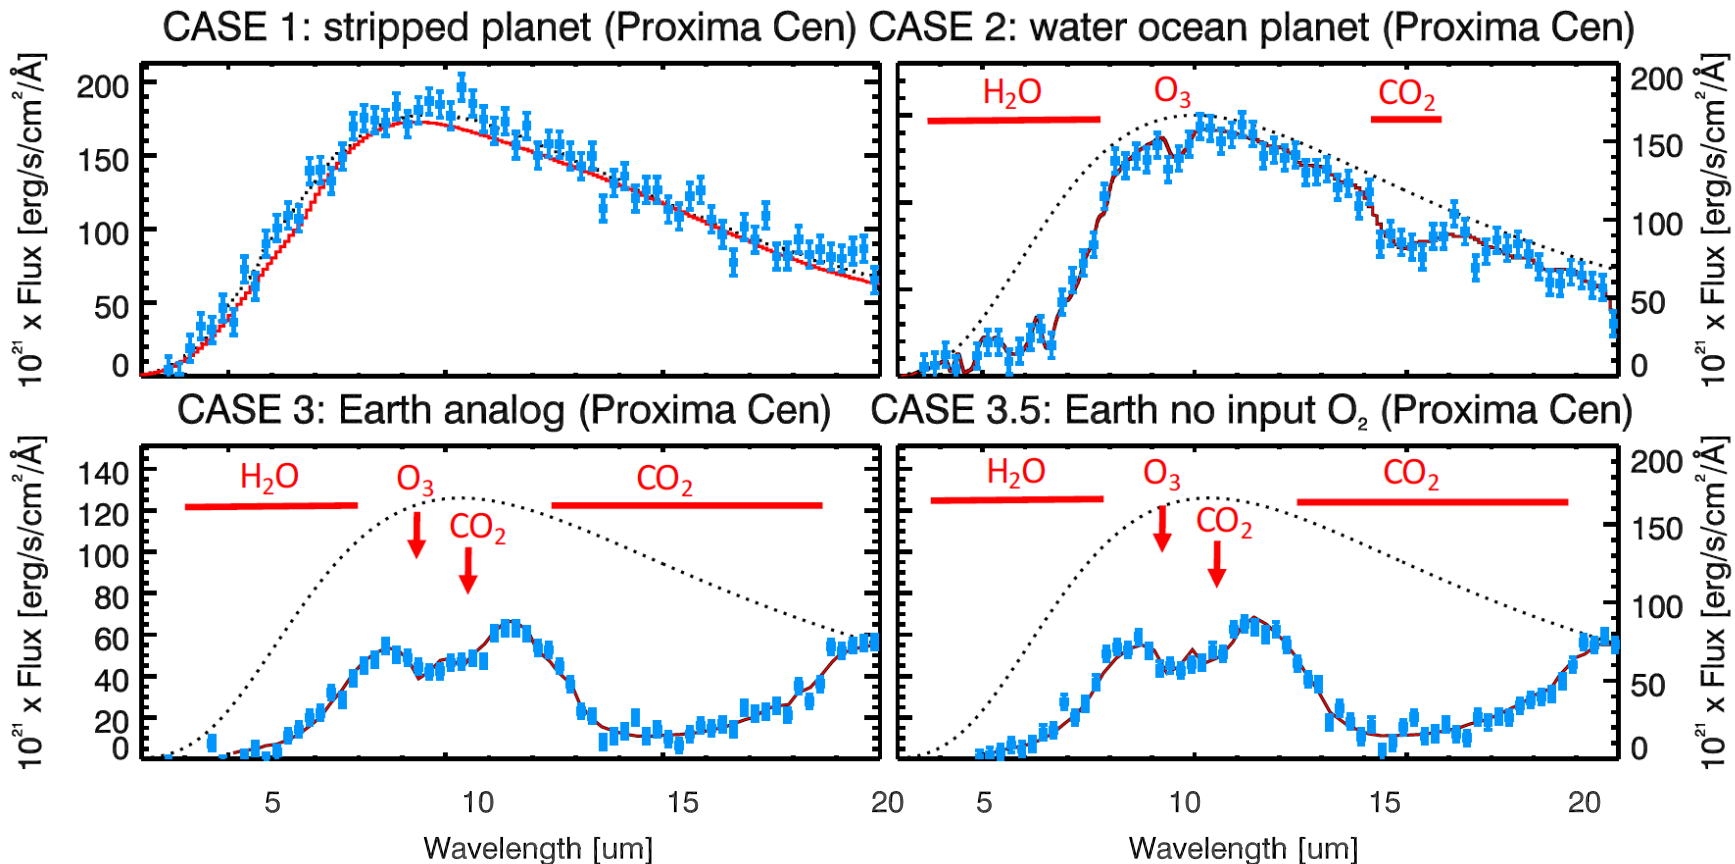 CASE 1: stripped planet (Proxima Cen)
CASE 2: water ocean planet (Proxima Cen)
10²¹ x Flux [erg/s/cm²/Å]
200
150
100
50
0
H₂O
O₃
CO₂
200
150
100
50
0
10²¹ x Flux [erg/s/cm²/Å]
CASE 3: Earth analog (Proxima Cen)
CASE 3.5: Earth no input O₂ (Proxima Cen)
10²¹ x Flux [erg/s/cm²/Å]
140
120
100
80
60
40
20
0
H₂O
O₃
CO₂
CO₂
H₂O
O₃
CO₂
CO₂
200
150
100
50
0
10²¹ x Flux [erg/s/cm²/Å]
5
10
15
20
Wavelength [um]
5
10
15
20
Wavelength [um]